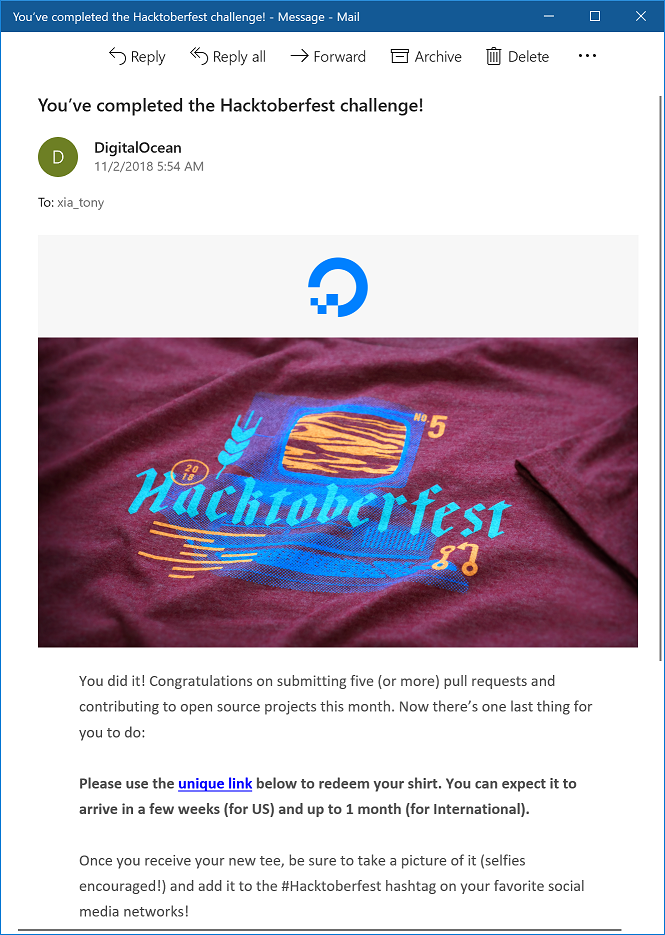 You’ve completed the Hacktoberfest challenge! - Message - Mail
Reply Reply all Forward Archive Delete
You’ve completed the Hacktoberfest challenge!
D
DigitalOcean
11/2/2018 5:54 AM
To: xia_tony
No. 5
20
18
Hacktoberfest
You did it! Congratulations on submitting five (or more) pull requests and
contributing to open source projects this month. Now there’s one last thing for
you to do:
Please use the unique link below to redeem your shirt. You can expect it to
arrive in a few weeks (for US) and up to 1 month (for International).
Once you receive your new tee, be sure to take a picture of it (selfies
encouraged!) and add it to the #Hacktoberfest hashtag on your favorite social
media networks!